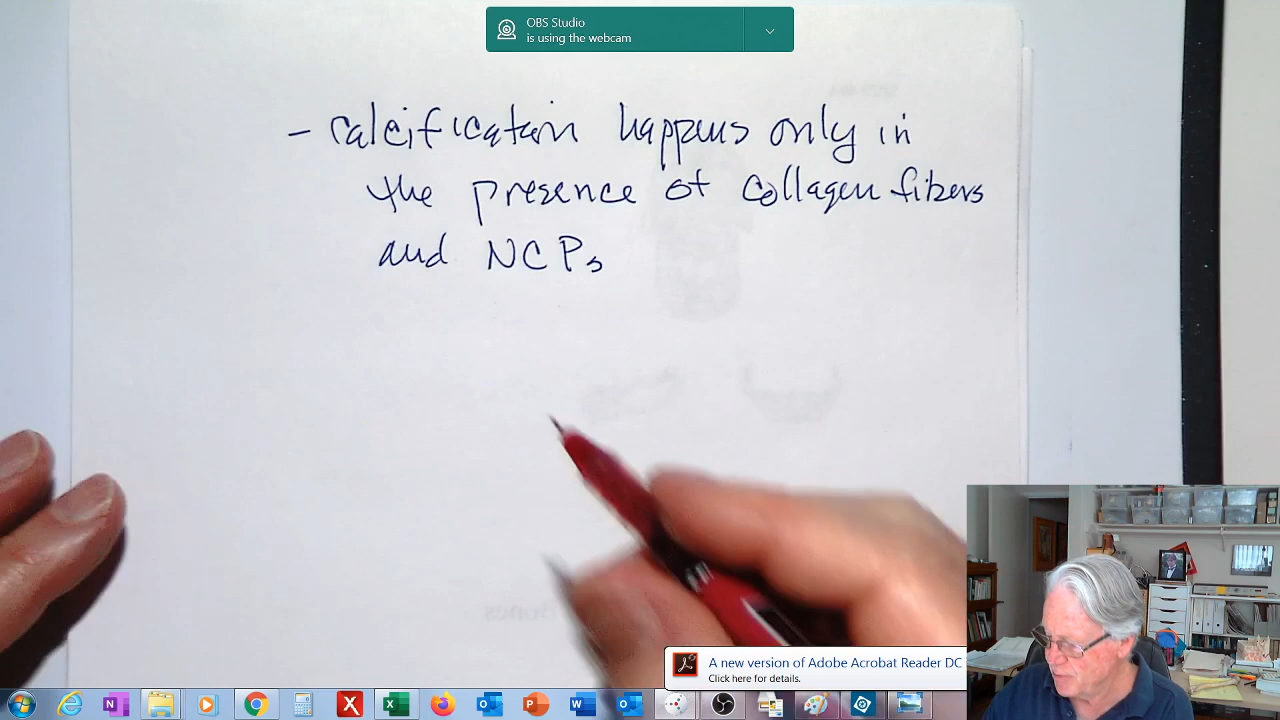 OBS Studio
is using the webcam
- calcification happens only in
the presence of collagen fibers
and NCPs
A new version of Adobe Acrobat Reader DC
Click here for details.